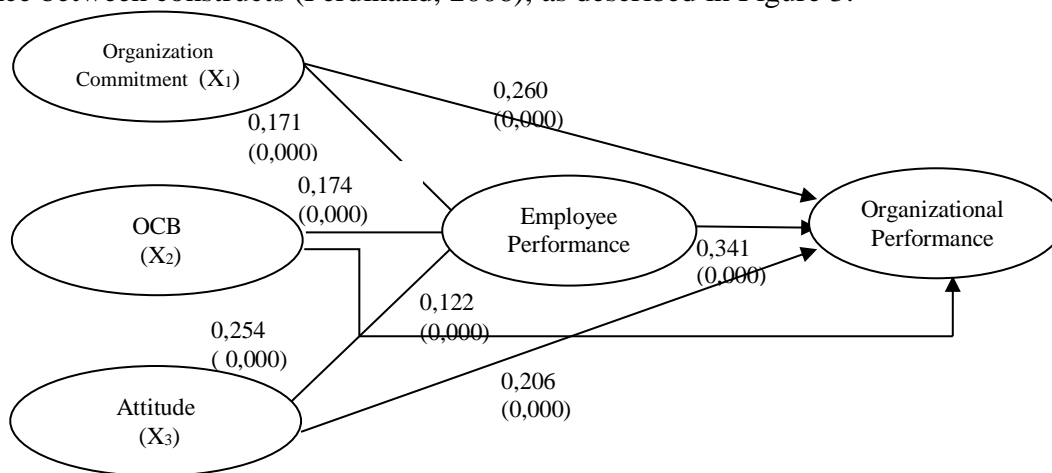 ce between constructs (Ferdinand, 2006), as described in Figure 3.
Organization
Commitment (X1)
0,260
(0,000)
0,171
(0,000)
0,174
(0,000)
OCB
(X2)
Employee
Performance
Organizational
Performance
0,341
(0,000)
0,122
(0,000)
0,254
( 0,000)
0,206
(0,000)
Attitude
(X3)